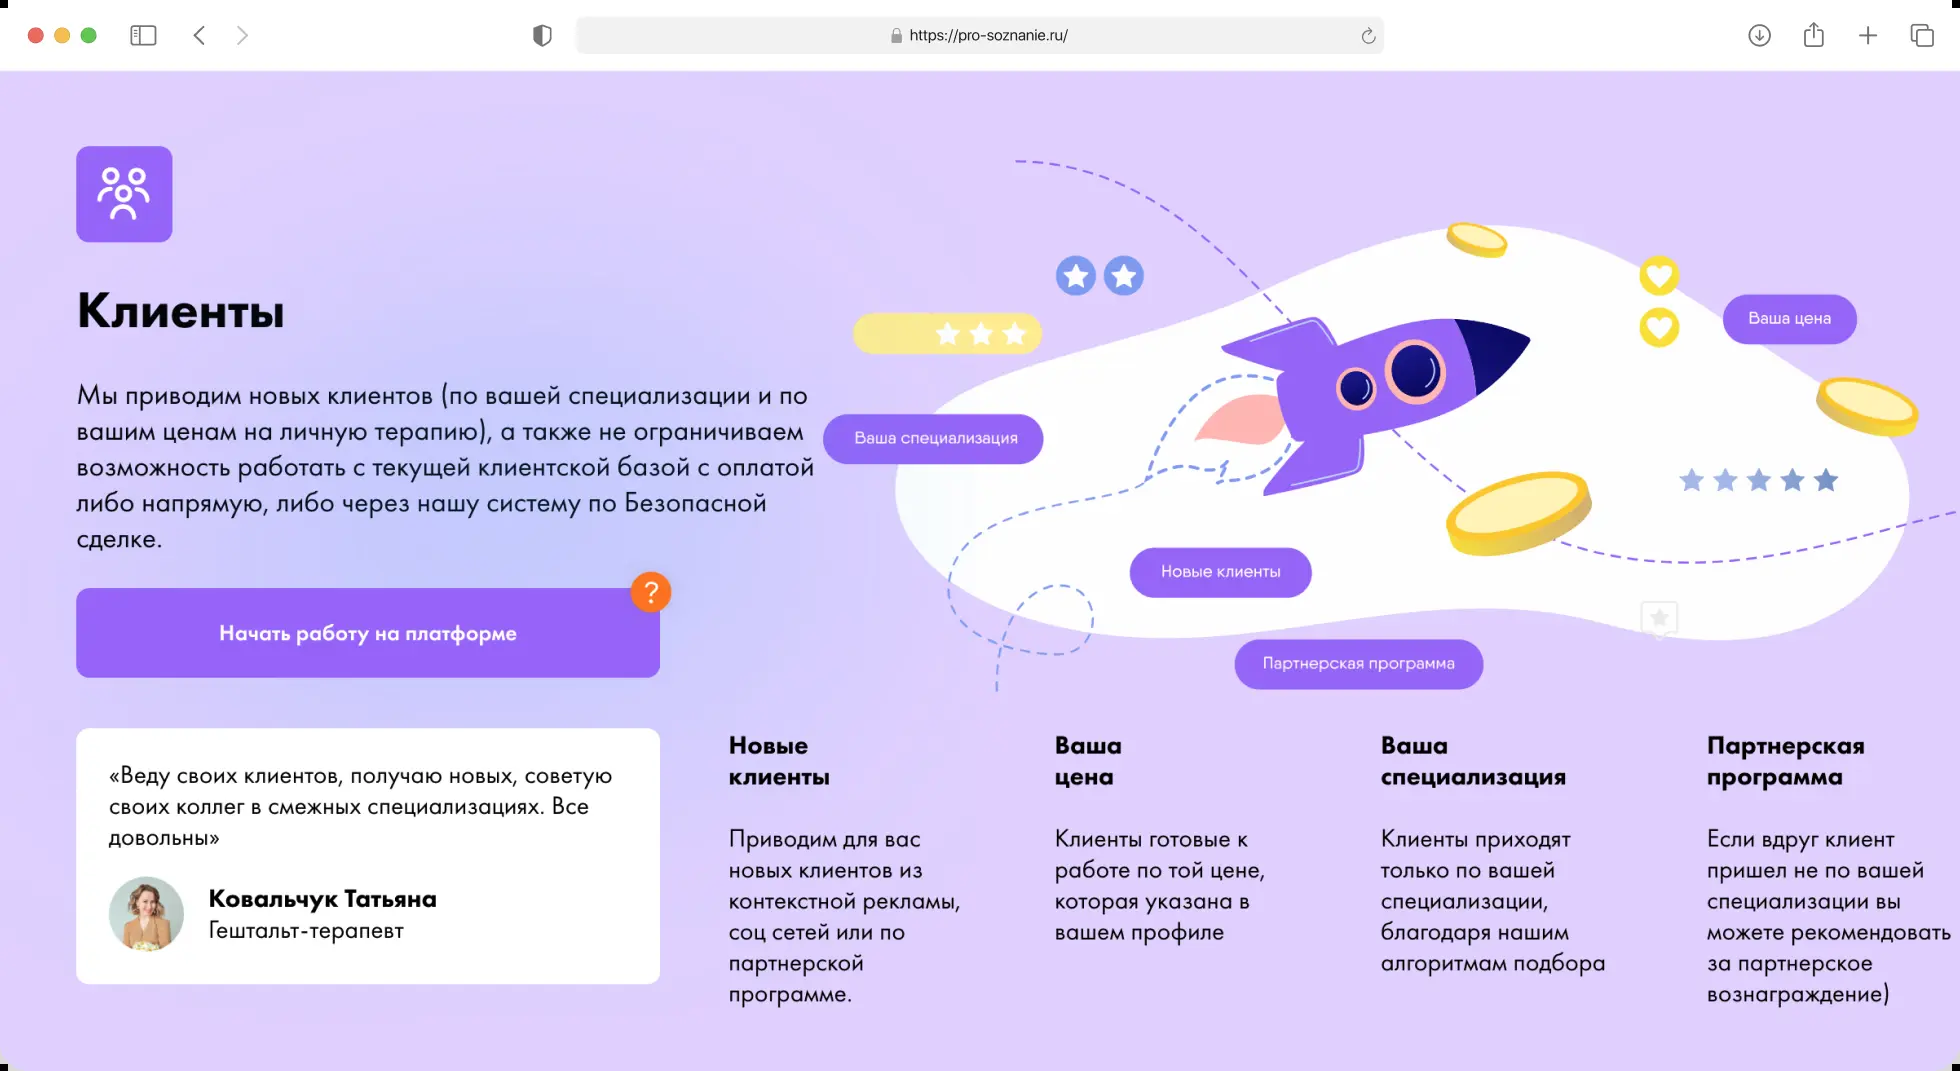 https://pro-soznanie.ru/
Клиенты
Мы приводим новых клиентов (по вашей специализации и по
вашим ценам на личную терапию), а также не ограничиваем
возможность работать с текущей клиентской базой с оплатой
либо напрямую, либо через нашу систему по Безопасной
сделке.
?
Начать работу на платформе
«Веду своих клиентов, получаю новых, советую
своих коллег в смежных специализациях. Все
довольны»
Ковальчук Татьяна
Гештальт-терапевт
Ваша цена
Ваша специализация
Новые клиенты
Партнерская программа
Новые
клиенты
Приводим для вас
новых клиентов из
контекстной рекламы,
соц сетей или по
партнерской
программе.
Ваша
цена
Клиенты готовые к
работе по той цене,
которая указана в
вашем профиле
Ваша
специализация
Клиенты приходят
только по вашей
специализации,
благодаря нашим
алгоритмам подбора
Партнерская
программа
Если вдруг клиент
пришел не по вашей
специализации вы
можете рекомендовать
за партнерское
вознаграждение)